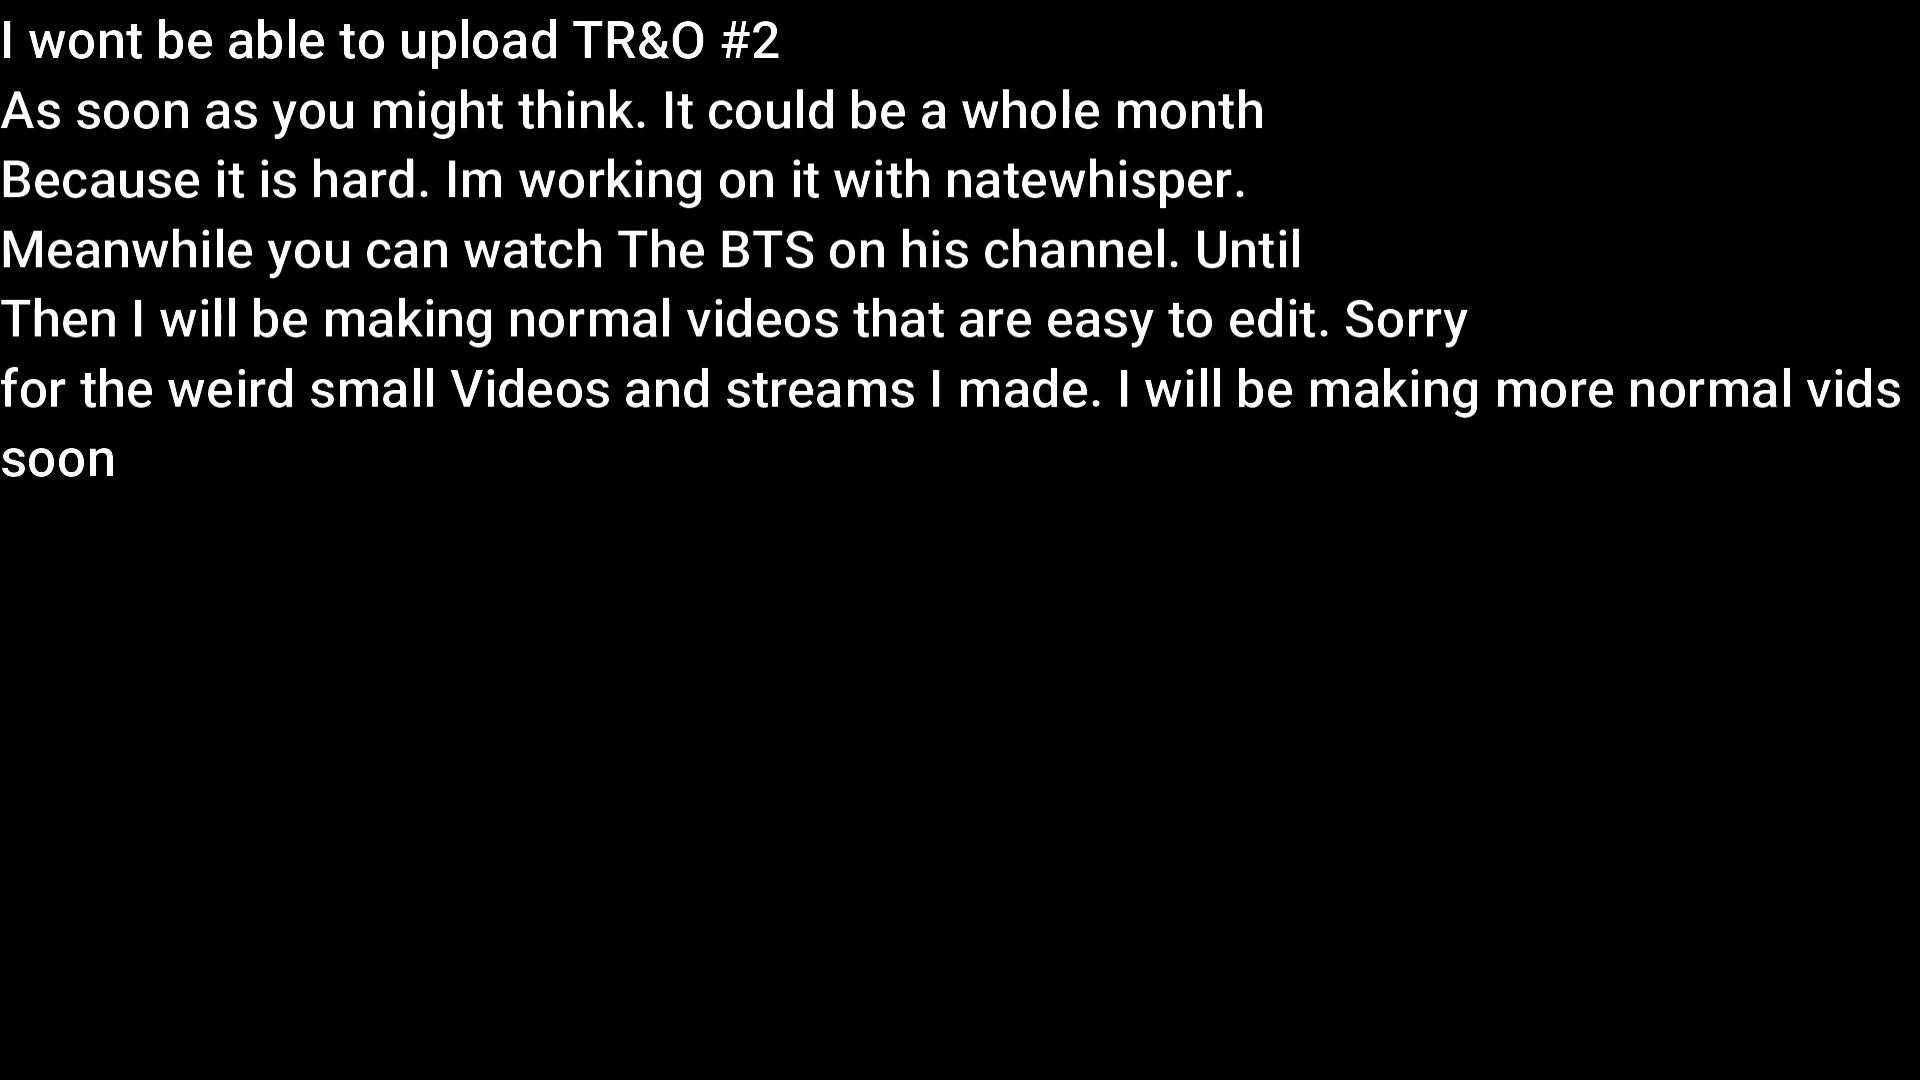 I wont be able to upload TR&O #2
As soon as you might think. It could be a whole month
Because it is hard. Im working on it with natewhisper.
Meanwhile you can watch The BTS on his channel. Until
Then I will be making normal videos that are easy to edit. Sorry
for the weird small Videos and streams I made. I will be making more normal vids
soon